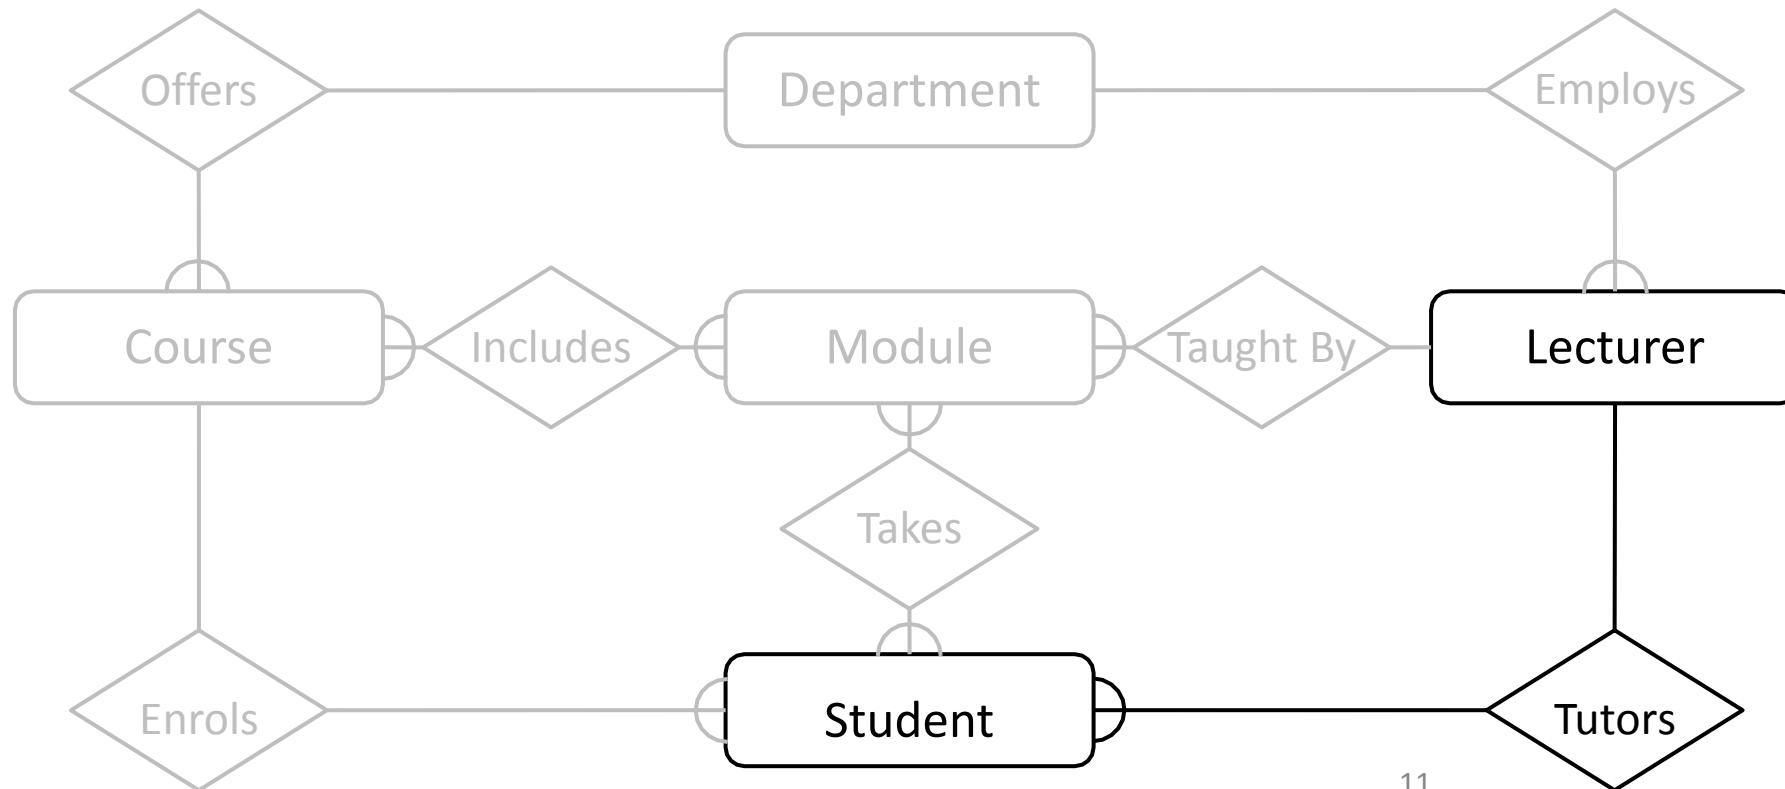 Offers
Department
Employs
Course
Includes
Module
Taught By
Lecturer
Takes
Enrols
Student
Tutors
11